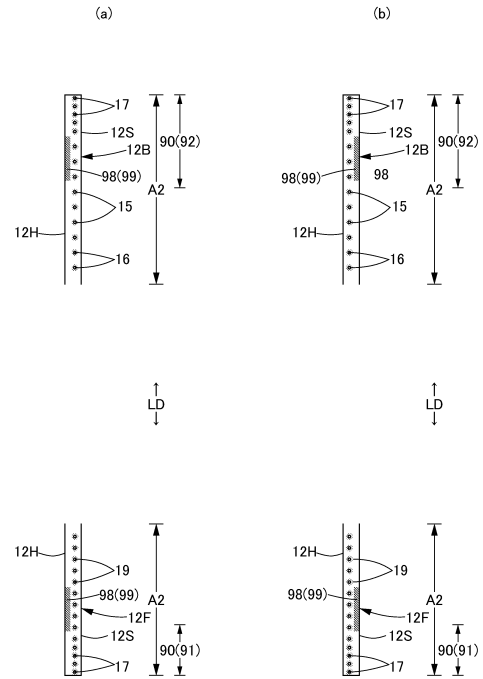 (a) (b)
17 17
12S 12S
90(92) 90(92)
12B 12B
98(99) 98(99) 98
A2 A2
15 15
12H 12H
16 16
LD LD
12H 12H
19 19
98(99) 98(99)
A2 A2
12F 12F
12S 12S
90(91) 90(91)
17 17